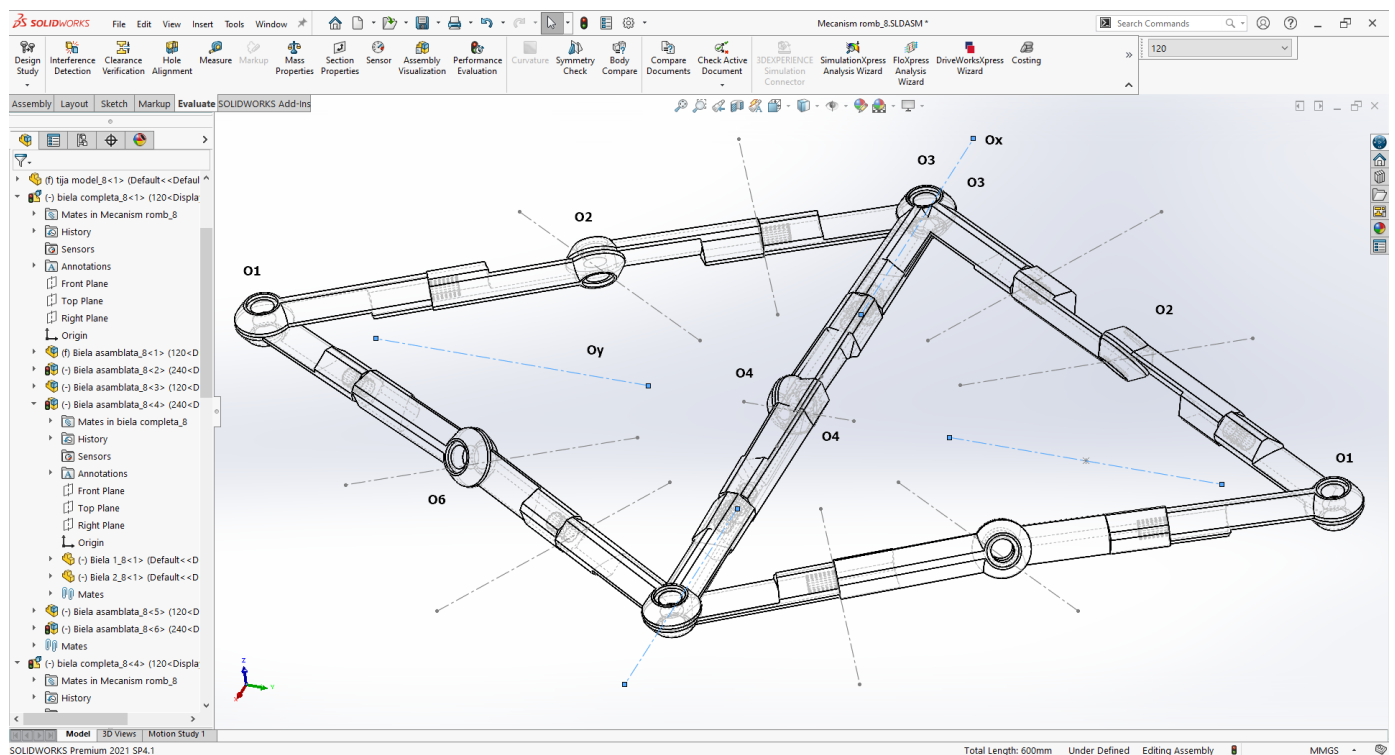 SOLIDWORKS File Edit View Insert Tools Window Mecanism romb_8.SLDASM * Search Commands
Design Study Interference Detection Clearance Verification Hole Alignment Measure Markup Mass Properties Section Properties Sensor Assembly Visualization Performance Evaluation Curvature Symmetry Check Body Compare Compare Documents Check Active Document 3DEXPERIENCE Simulation Connector SimulationXpress Analysis Wizard FloXpress Analysis Wizard DriveWorksXpress Wizard Costing 120
Assembly Layout Sketch Markup Evaluate SOLIDWORKS Add-Ins
(f) tija model_8<1> (Default<<Defaul
(-) biela completa_8<1> (120<Displa
Mates in Mecanism romb_8
History
Sensors
Annotations
Front Plane
Top Plane
Right Plane
Origin
(f) Biela asamblata_8<1> (120<D
(-) Biela asamblata_8<2> (240<D
(-) Biela asamblata_8<3> (120<D
(-) Biela asamblata_8<4> (240<D
Mates in biela completa_8
History
Sensors
Annotations
Front Plane
Top Plane
Right Plane
Origin
(-) Biela 1_8<1> (Default<<D
(-) Biela 2_8<1> (Default<<D
Mates
(-) Biela asamblata_8<5> (120<D
(-) Biela asamblata_8<6> (240<D
Mates
(-) biela completa_8<4> (120<Displa
Mates in Mecanism romb_8
History
Ox
O3
O3
O2
O1
O2
Oy
O4
O4
O1
O6
Z
Y
X
Model 3D Views Motion Study 1
SOLIDWORKS Premium 2021 SP4.1 Total Length: 600mm Under Defined Editing Assembly MMGS